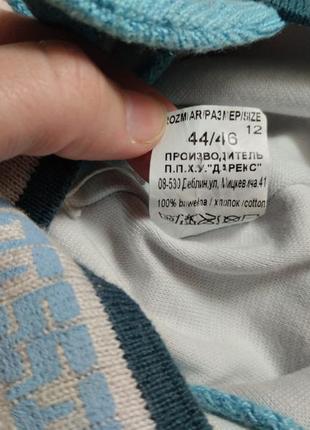 ROZMIAR/РАЗМЕР/SIZE
44/46 12
ПРОИЗВОДИТЕЛЬ
П.П.Х.У."ДАРЕКС"
08-530 Деблин,ул. Мицкевича 41
100% bawełna / хлопок /cotton